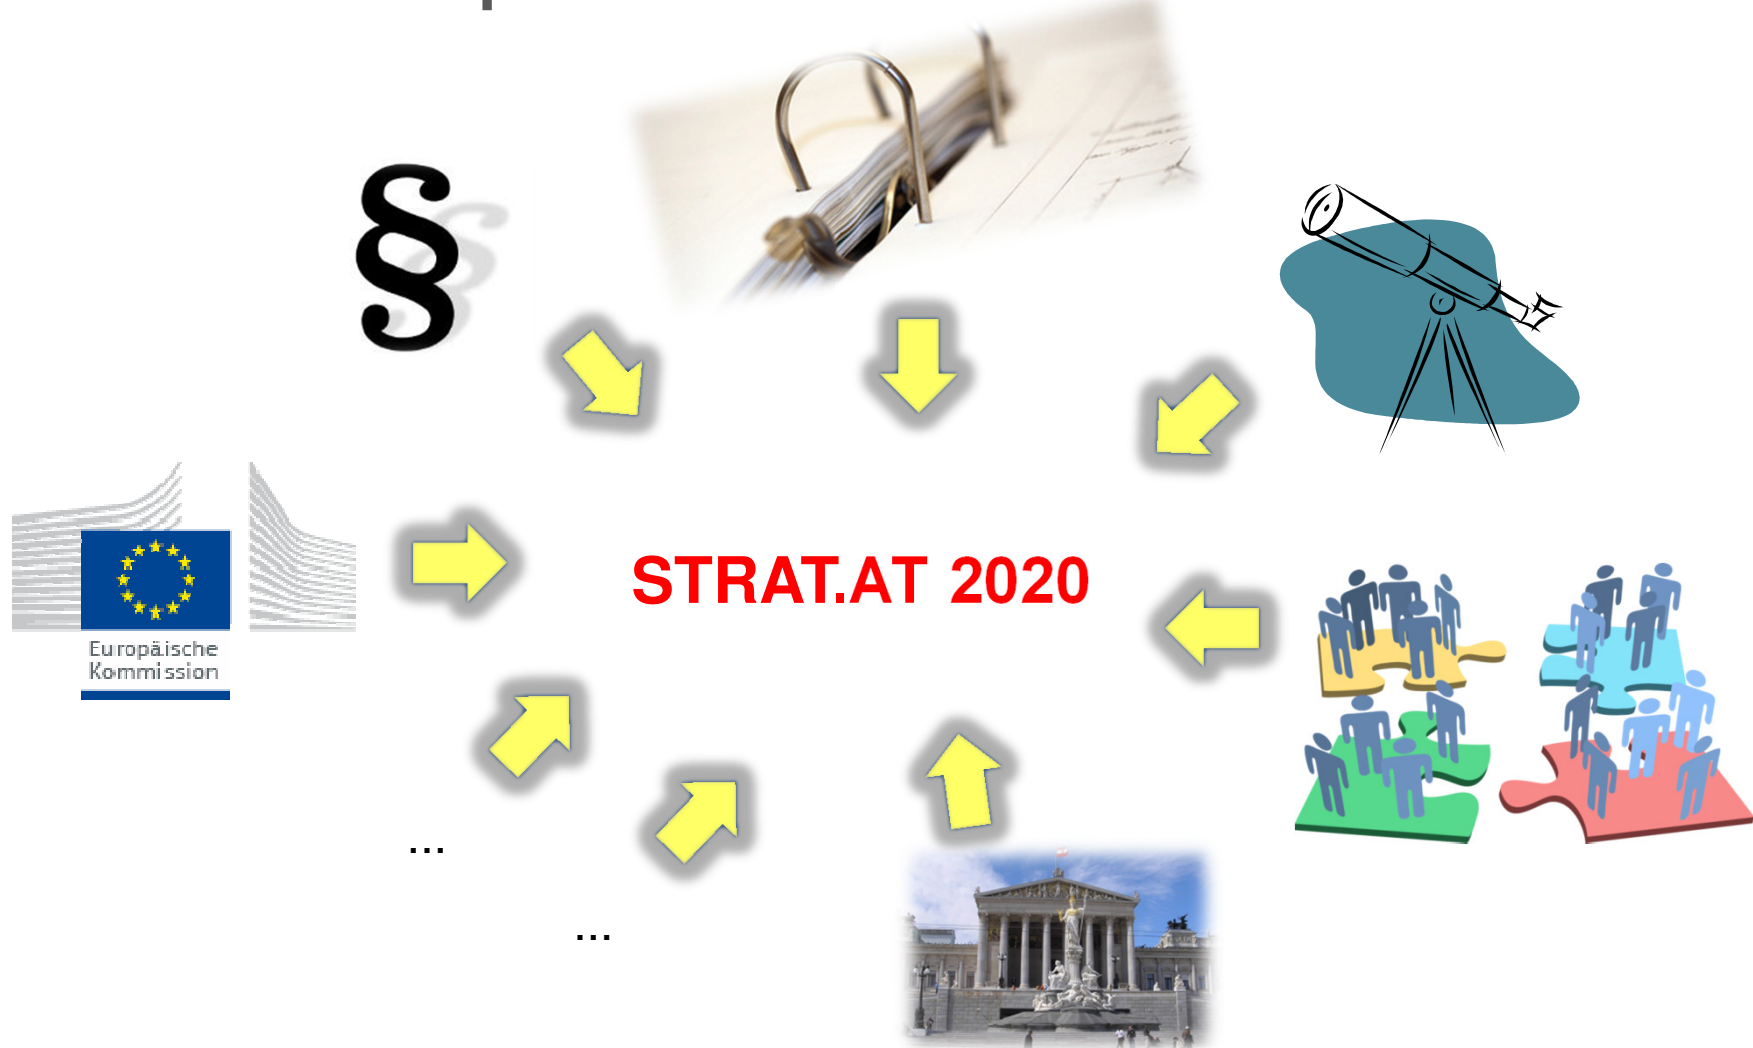 §
STRAT.AT 2020
Europäische
Kommission
...
...